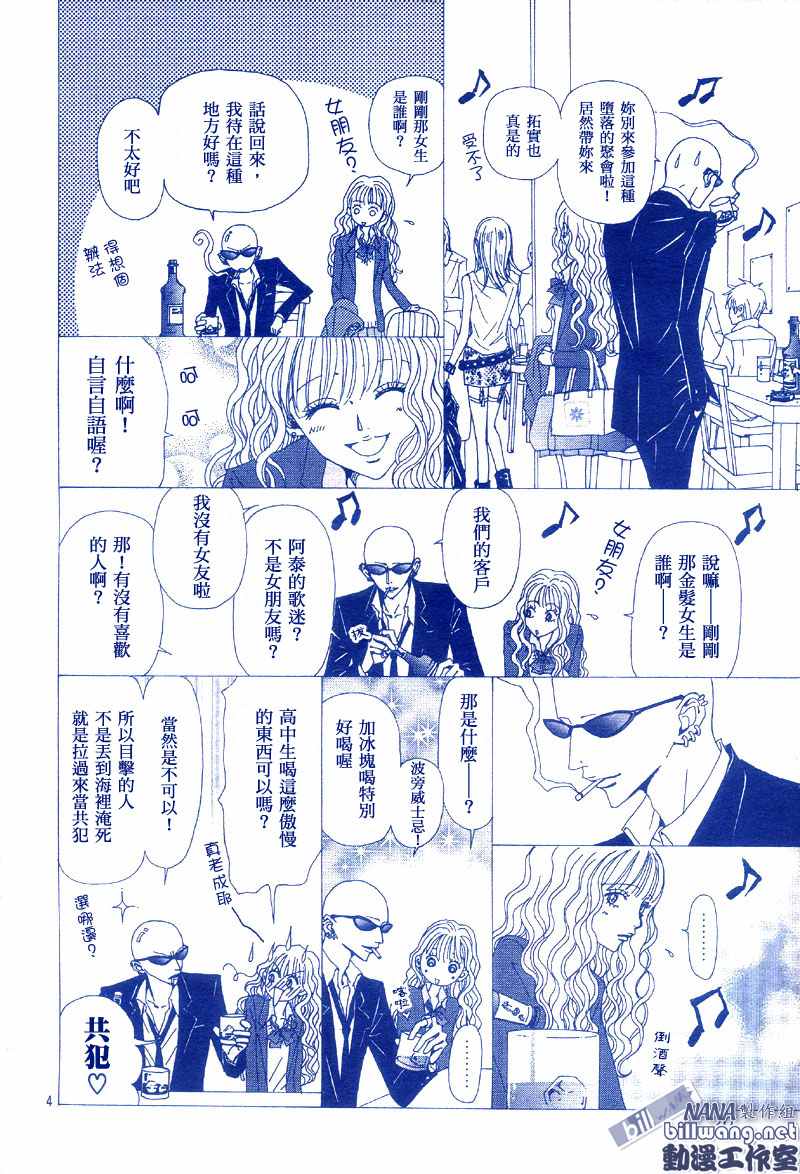 妳別來參加這種
墮落的聚會啦！
居然帶妳來
拓實也
真是的
受不了
剛剛那女生
是誰啊？
女朋友？
話說回來，
我待在這種
地方好嗎？
不太好吧
得想個
辦法
呵
呵
什麼啊！
自言自語喔？
說嘛——剛剛
那金髮女生是
誰啊——？
女朋友？
我們的客戶
拔
阿泰的歌迷？
不是女朋友嗎？
我沒有女友啦
那！有沒有喜歡
的人啊？
………
倒酒聲
那是什麼——？
波旁威士忌！
加冰塊喝特別
好喝喔
喀啦
………
高中生喝這麼傲慢
的東西可以嗎？
真老成耶
當然是不可以！
所以目擊的人
不是丟到海裡淹死
就是拉過來當共犯
選哪邊？
共犯♡
4
NANA製作組
bill
billwang.net
動漫工作室